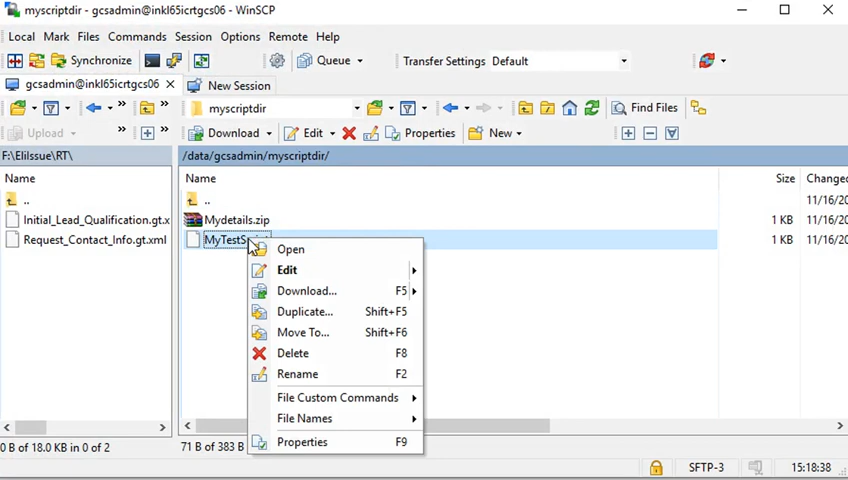 myscriptdir - gcsadmin@inkl65icrtgcs06 - WinSCP
Local Mark Files Commands Session Options Remote Help
Synchronize Queue Transfer Settings Default
gcsadmin@inkl65icrtgcs06 × New Session
myscriptdir Find Files
Upload Download Edit Properties New
F:\EliIssue\RT\ /data/gcsadmin/myscriptdir/
Name Name Size Changed
.. .. 11/16/20
Initial_Lead_Qualification.gt.x Mydetails.zip 1 KB 11/16/20
Request_Contact_Info.gt.xml 1 KB 11/16/20
Open
Edit
Download... F5
Duplicate... Shift+F5
Move To... Shift+F6
Delete F8
Rename F2
File Custom Commands
File Names
Properties F9
0 B of 18.0 KB in 0 of 2 71 B of 383 B
SFTP-3 15:18:38